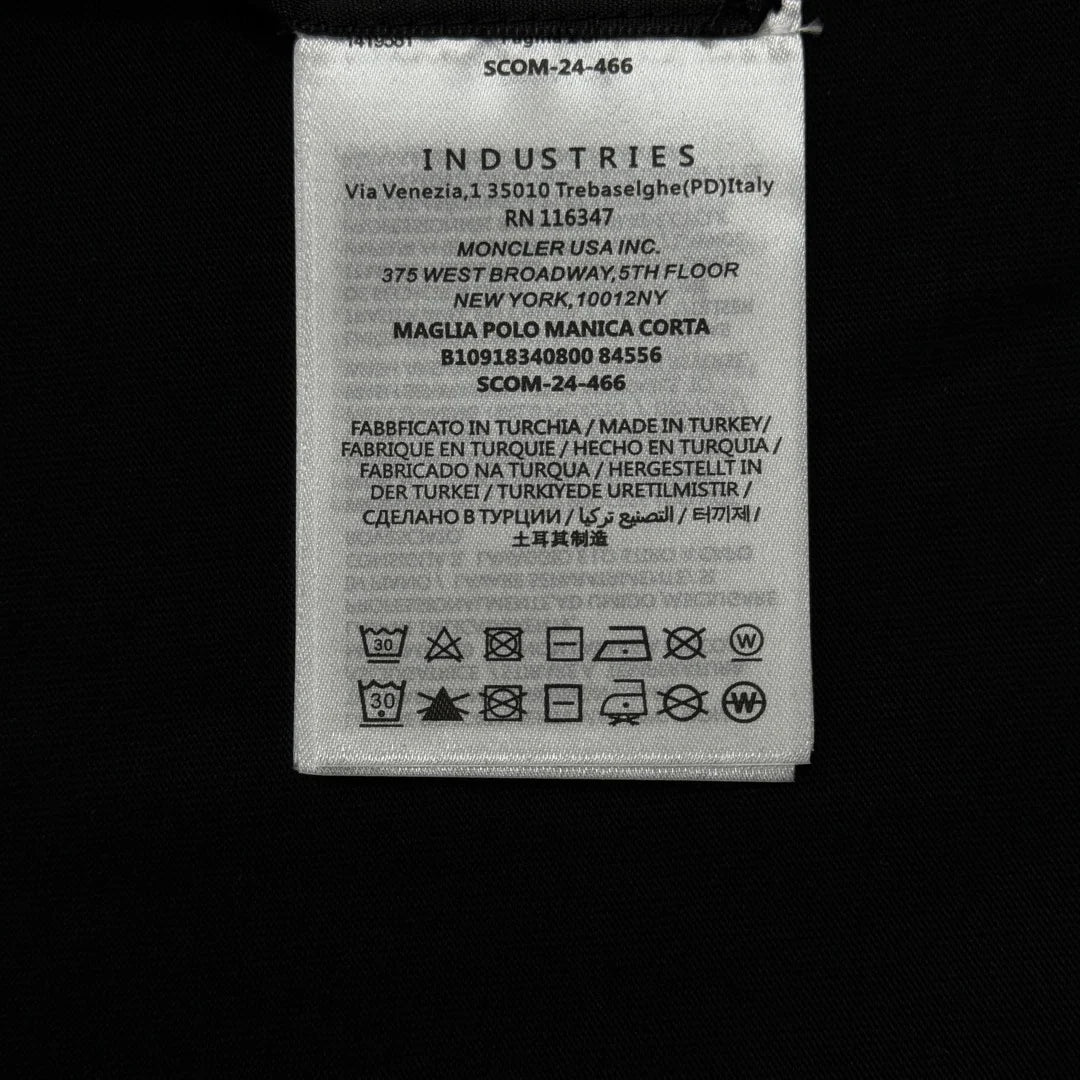 1419581
SCOM-24-466
INDUSTRIES
Via Venezia,1 35010 Trebaselghe(PD)Italy
RN 116347
MONCLER USA INC.
375 WEST BROADWAY,5TH FLOOR
NEW YORK,10012NY
MAGLIA POLO MANICA CORTA
B10918340800 84556
SCOM-24-466
FABBFICATO IN TURCHIA / MADE IN TURKEY/
FABRIQUE EN TURQUIE / HECHO EN TURQUIA /
FABRICADO NA TURQUA / HERGESTELLT IN
DER TURKEI / TURKIYEDE URETILMISTIR /
СДЕЛАНО В ТУРЦИИ / التصنيع تركيا / 터끼제 /
土耳其制造
30 W
30 W